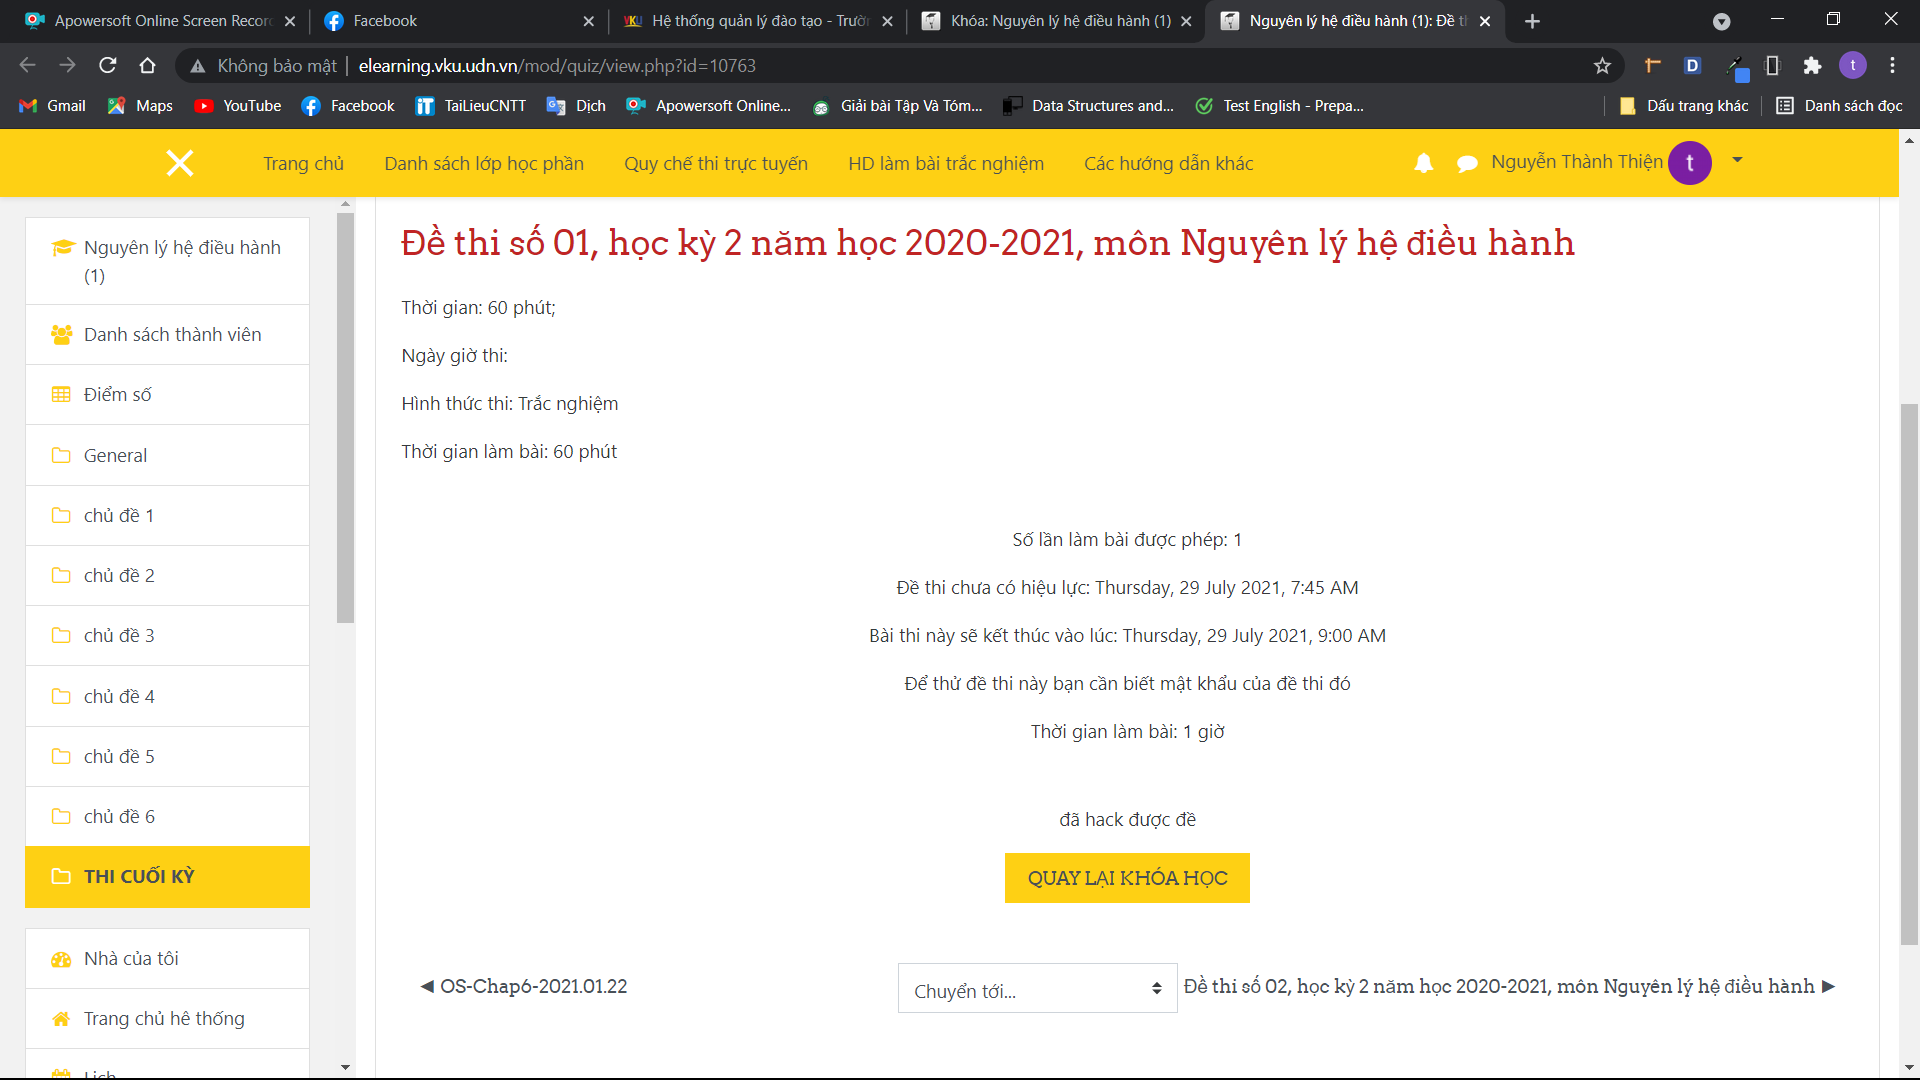 Apowersoft Online Screen Recor
Facebook
Hệ thống quản lý đào tạo - Trườn
Khóa: Nguyên lý hệ điều hành (1)
Nguyên lý hệ điều hành (1): Đề th
Không bảo mật
elearning.vku.udn.vn/mod/quiz/view.php?id=10763
t
Gmail
Maps
YouTube
Facebook
TaiLieuCNTT
Dịch
Apowersoft Online...
Giải bài Tập Và Tóm...
Data Structures and...
Test English - Prepa...
Dấu trang khác
Danh sách đọc
Trang chủ
Danh sách lớp học phần
Quy chế thi trực tuyến
HD làm bài trắc nghiệm
Các hướng dẫn khác
Nguyễn Thành Thiện
t
Nguyên lý hệ điều hành
(1)
Danh sách thành viên
Điểm số
General
chủ đề 1
chủ đề 2
chủ đề 3
chủ đề 4
chủ đề 5
chủ đề 6
THI CUỐI KỲ
Nhà của tôi
Trang chủ hê thống
Lịch
Đề thi số 01, học kỳ 2 năm học 2020-2021, môn Nguyên lý hệ điều hành
Thời gian: 60 phút;
Ngày giờ thi:
Hình thức thi: Trắc nghiệm
Thời gian làm bài: 60 phút
Số lần làm bài được phép: 1
Đề thi chưa có hiệu lực: Thursday, 29 July 2021, 7:45 AM
Bài thi này sẽ kết thúc vào lúc: Thursday, 29 July 2021, 9:00 AM
Để thử đề thi này bạn cần biết mật khẩu của đề thi đó
Thời gian làm bài: 1 giờ
đã hack được đề
QUAY LẠI KHÓA HỌC
◄ OS-Chap6-2021.01.22
Chuyển tới...
Đề thi số 02, học kỳ 2 năm học 2020-2021, môn Nguyên lý hệ điều hành ►